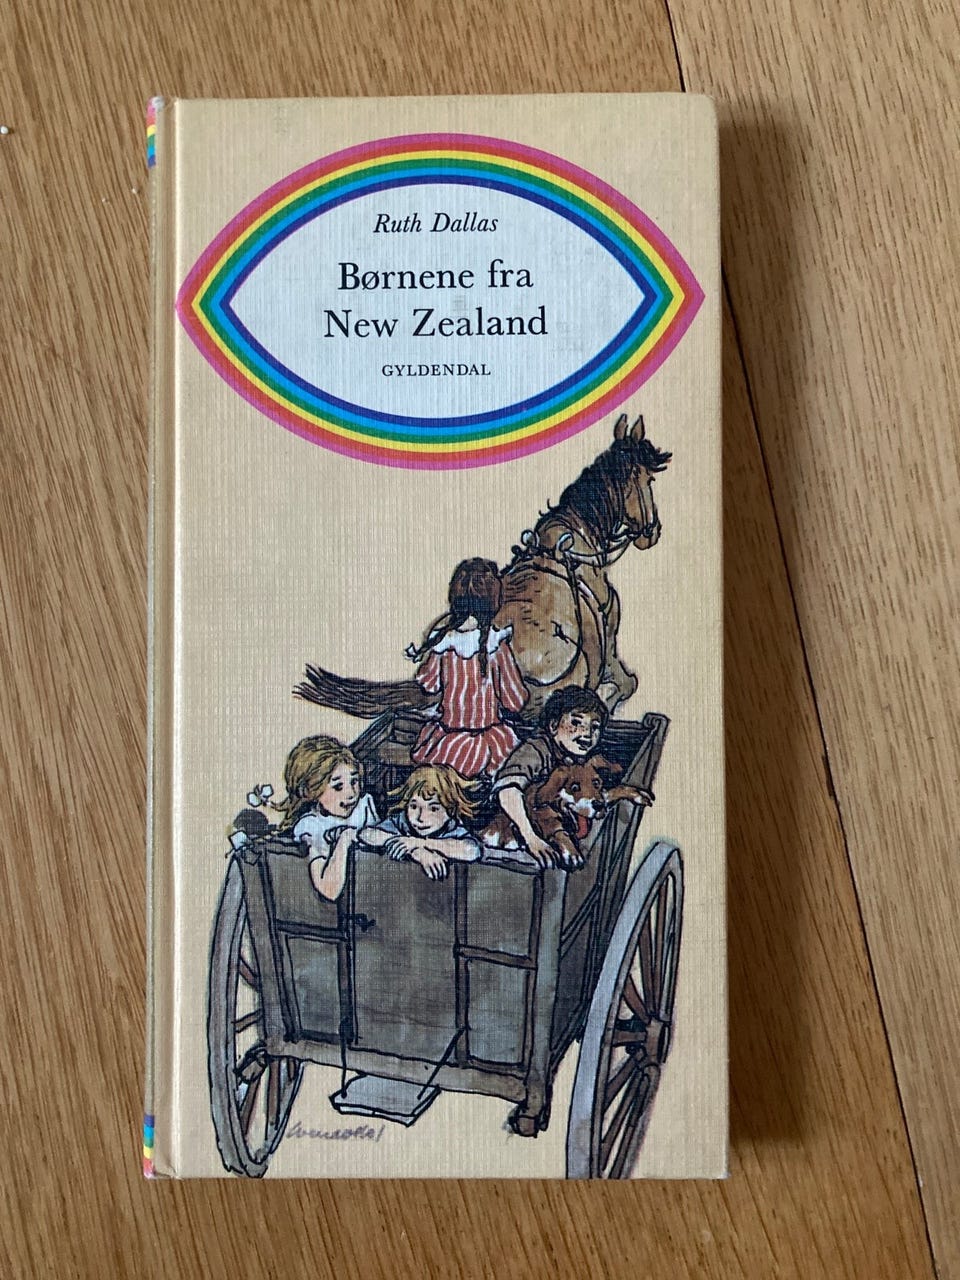 Ruth Dallas
Børnene fra
New Zealand
GYLDENDAL